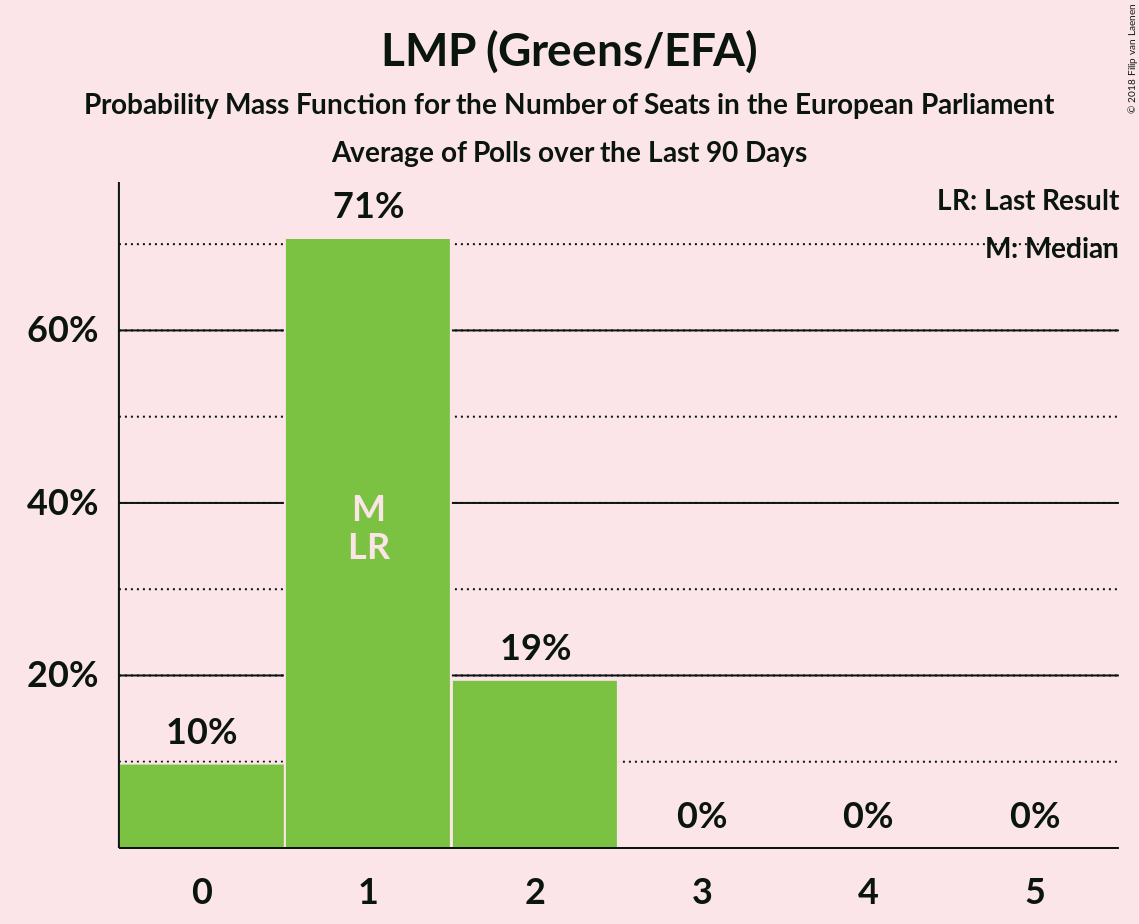 LMP (Greens/EFA)
Probability Mass Function for the Number of Seats in the European Parliament
Average of Polls over the Last 90 Days
© 2018 Filip van Laenen
LR: Last Result
M: Median
71%
60%
40%
M
LR
19%
20%
10%
0%
0%
0%
0
1
2
3
4
5